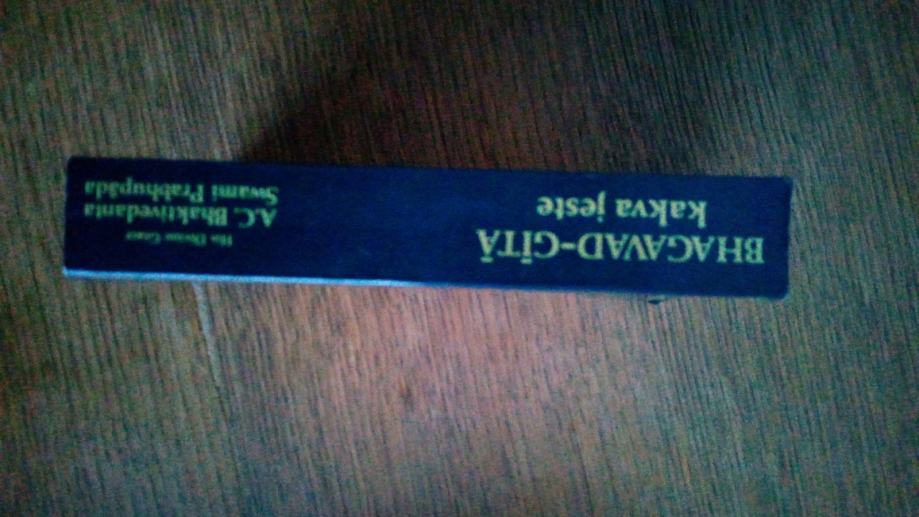 BHAGAVAD-GĪTĀ
kakva jeste
His Divine Grace
A.C. Bhaktivedanta
Swami Prabhupāda